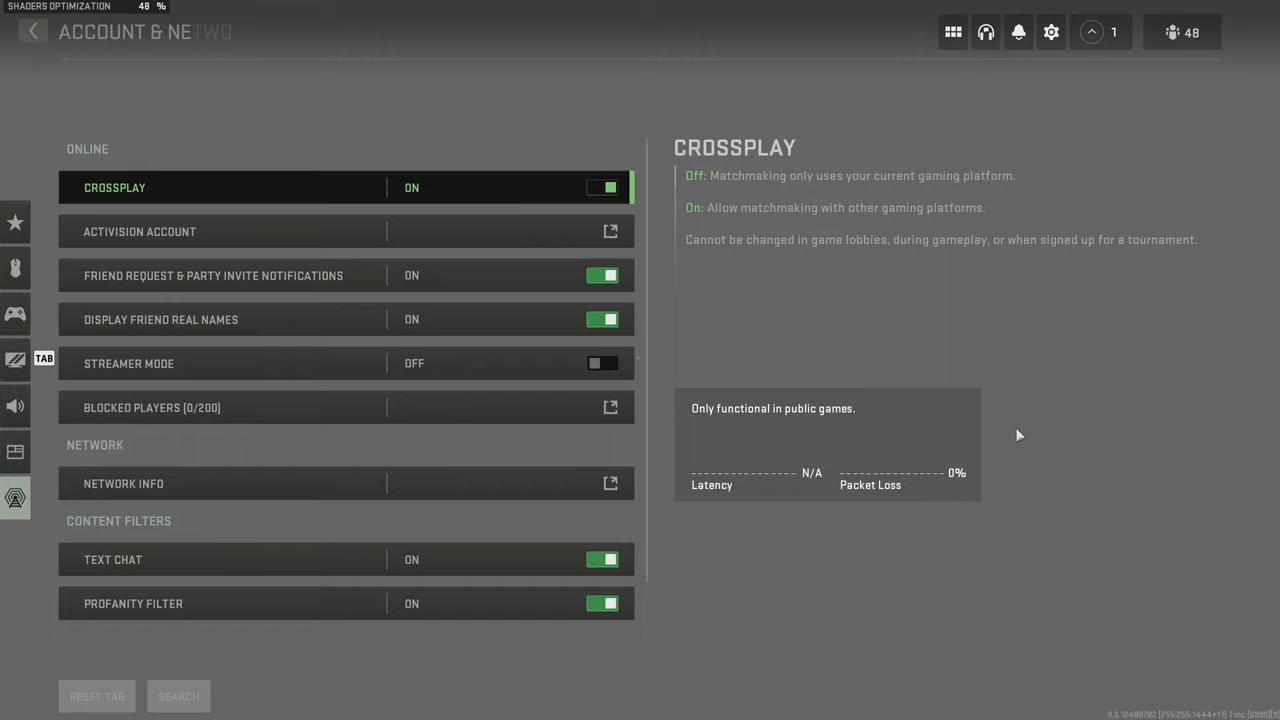 SHADERS OPTIMIZATION 48 %
ACCOUNT & NETWO
1
48
ONLINE
CROSSPLAY ON
ACTIVISION ACCOUNT
FRIEND REQUEST & PARTY INVITE NOTIFICATIONS ON
DISPLAY FRIEND REAL NAMES ON
TAB
STREAMER MODE OFF
BLOCKED PLAYERS (0/200)
NETWORK
NETWORK INFO
CONTENT FILTERS
TEXT CHAT ON
PROFANITY FILTER ON
RESET TAB
SEARCH
CROSSPLAY
Off: Matchmaking only uses your current gaming platform.
On: Allow matchmaking with other gaming platforms.
Cannot be changed in game lobbies, during gameplay, or when signed up for a tournament.
Only functional in public games.
N/A 0%
Latency Packet Loss